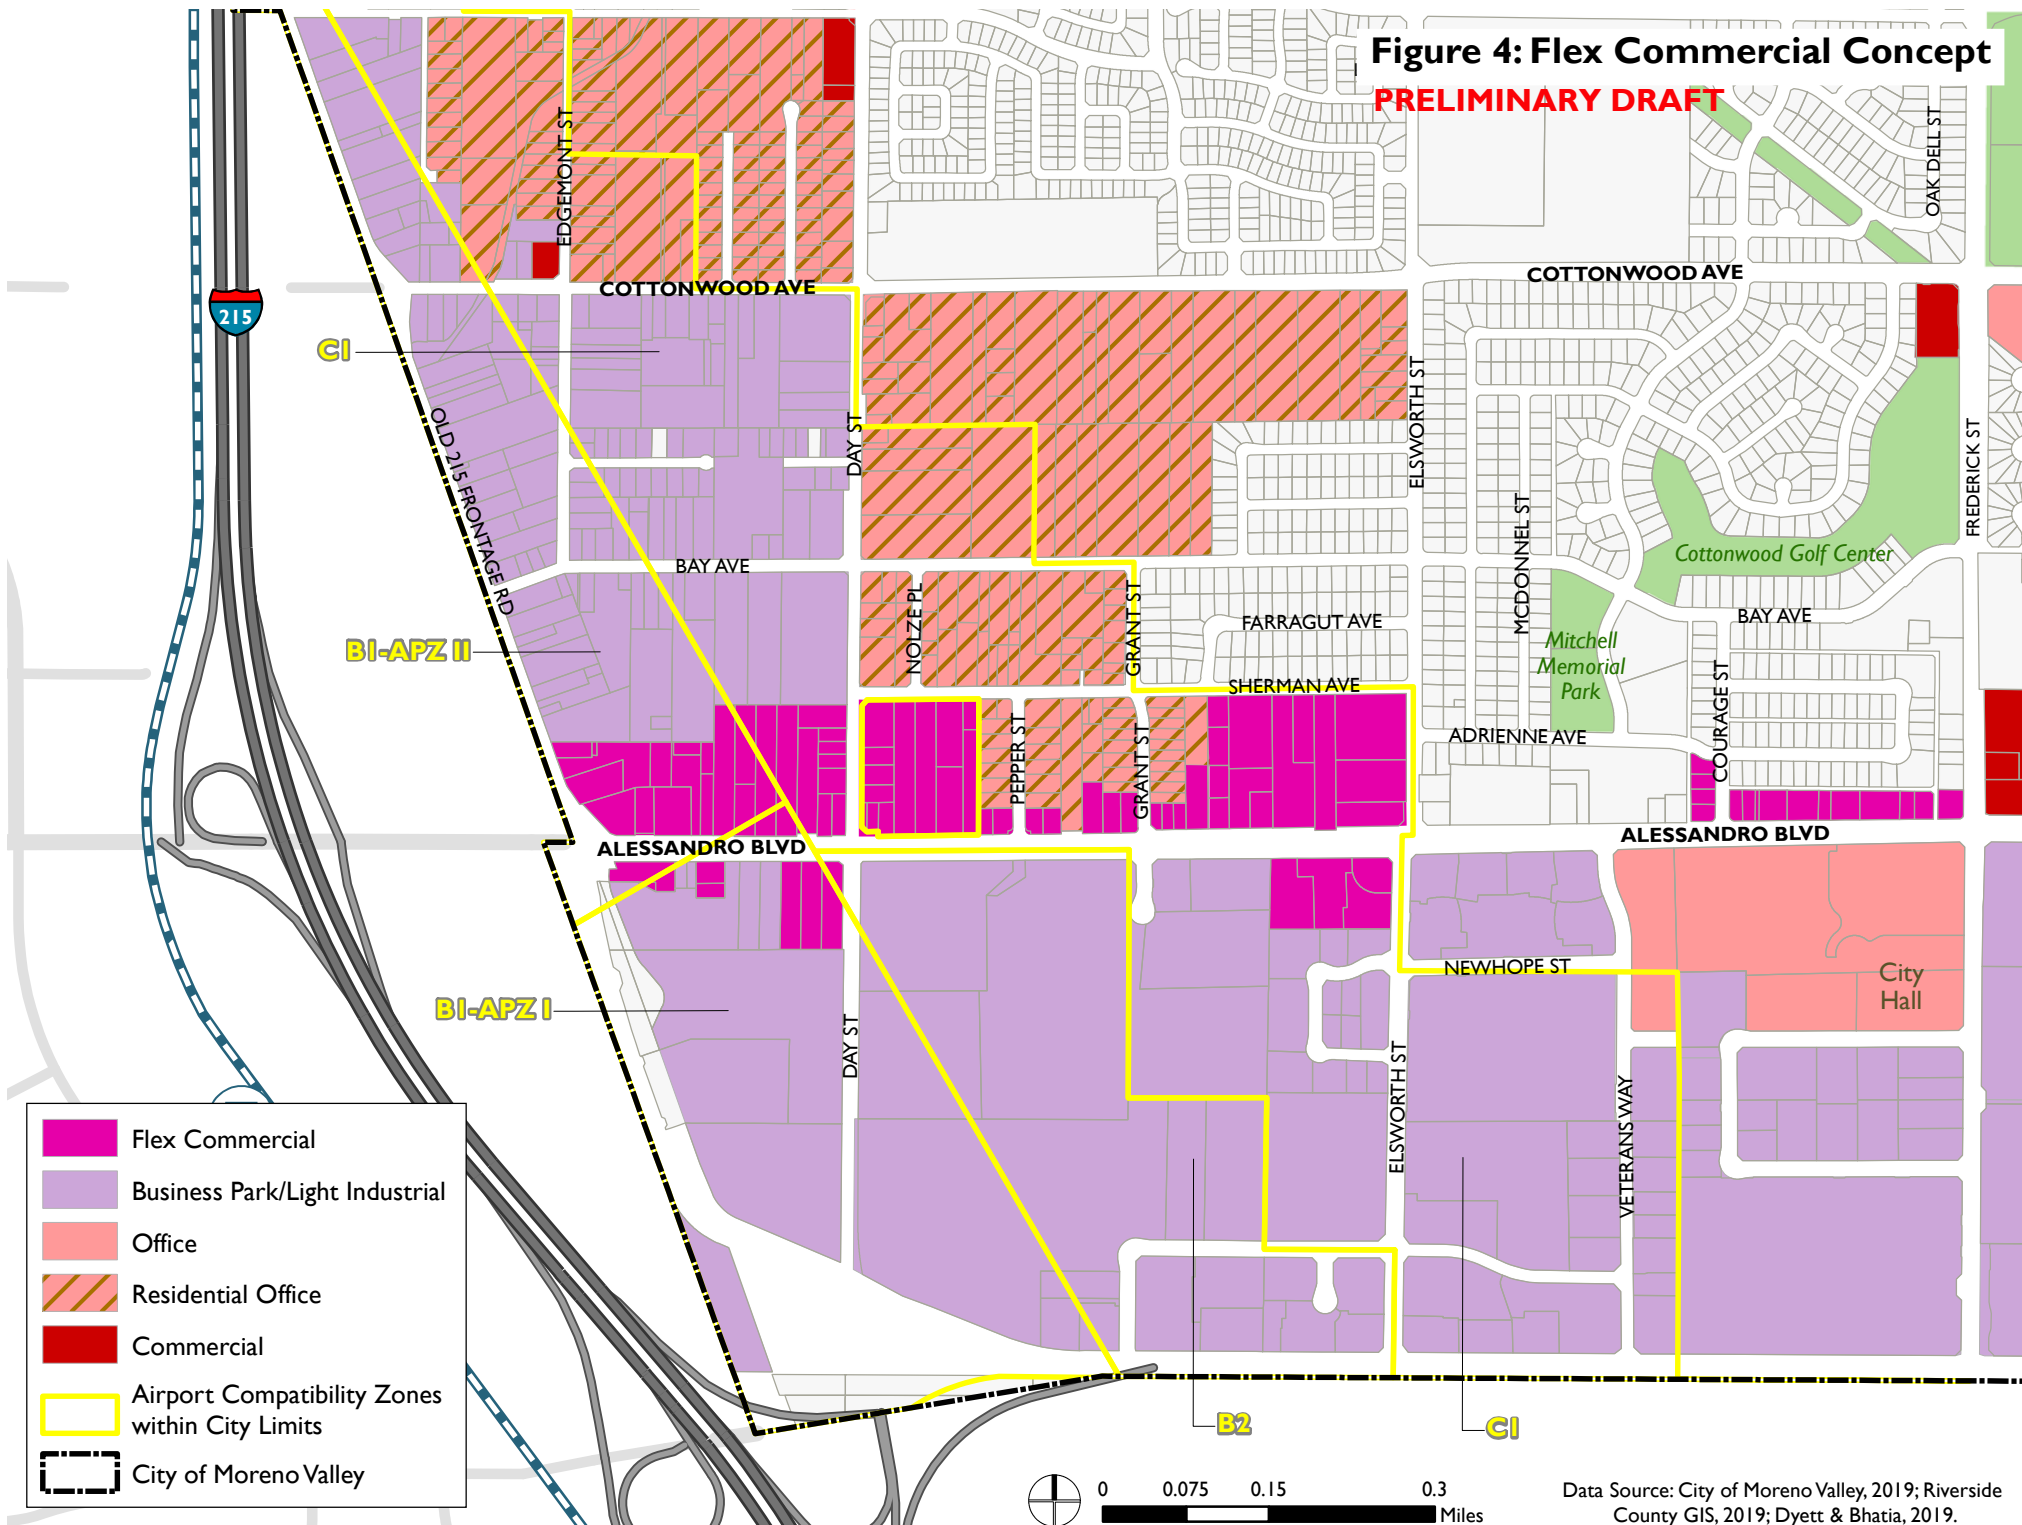 Figure 4: Flex Commercial Concept
PRELIMINARY DRAFT
OAK DELL ST
EDGEMONT ST
COTTONWOOD AVE
COTTONWOOD AVE
215
C1
OLD 215 FRONTAGE RD
DAY ST
ELSWORTH ST
MCDONNEL ST
FREDERICK ST
Cottonwood Golf Center
BAY AVE
BAY AVE
NOLZE PL
GRANT ST
FARRAGUT AVE
Mitchell
Memorial
Park
B1-APZ II
SHERMAN AVE
COURAGE ST
PEPPER ST
GRANT ST
ADRIENNE AVE
ALESSANDRO BLVD
ALESSANDRO BLVD
NEWHOPE ST
City
Hall
B1-APZ I
DAY ST
ELSWORTH ST
VETERANS WAY
Flex Commercial
Business Park/Light Industrial
Office
Residential Office
Commercial
Airport Compatibility Zones
within City Limits
City of Moreno Valley
B2
C1
0 0.075 0.15 0.3
Miles
Data Source: City of Moreno Valley, 2019; Riverside
County GIS, 2019; Dyett & Bhatia, 2019.